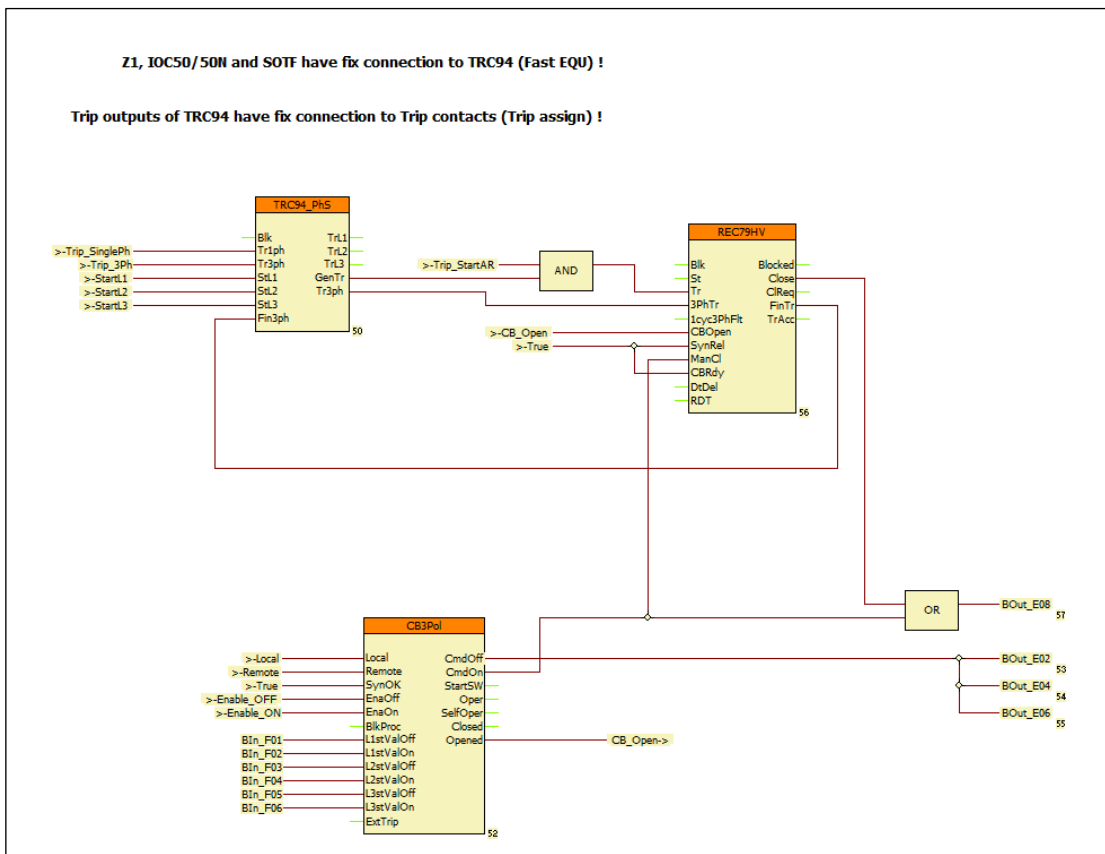 Z1, IOC50/50N and SOTF have fix connection to TRC94 (Fast EQU) !
Trip outputs of TRC94 have fix connection to Trip contacts (Trip assign) !
TRC94_PhS
Blk TrL1
>-Trip_SinglePh Tr1ph TrL2
>-Trip_3Ph Tr3ph TrL3
>-StartL1 StL1 GenTr
>-StartL2 StL2 Tr3ph
>-StartL3 StL3
Fin3ph
50
>-Trip_StartAR
AND
REC79HV
Blk Blocked
St Close
Tr ClReq
3PhTr FinTr
1cyc3PhFlt TrAcc
>-CB_Open CBOpen
>-True SynRel
ManCl
CBRdy
DtDel
RDT
56
OR
BOut_E08
57
CB3Pol
>-Local Local CmdOff
>-Remote Remote CmdOn
>-True SynOK StartSW
>-Enable_OFF EnaOff Oper
>-Enable_ON EnaOn SelfOper
BlkProc Closed
BIn_F01 L1stValOff Opened
BIn_F02 L1stValOn
BIn_F03 L2stValOff
BIn_F04 L2stValOn
BIn_F05 L3stValOff
BIn_F06 L3stValOn
ExtTrip
52
CB_Open->
BOut_E02
53
BOut_E04
54
BOut_E06
55